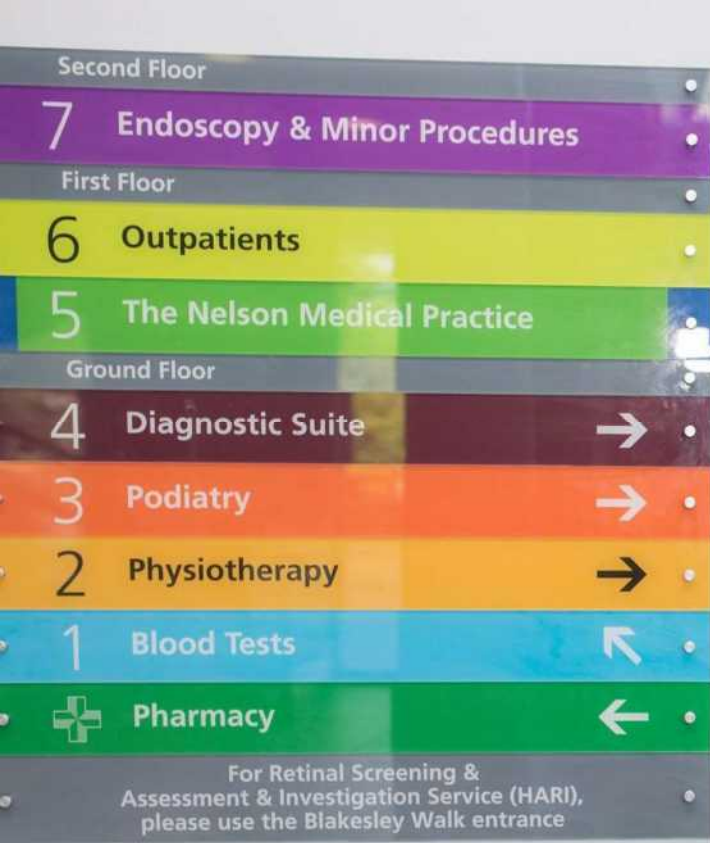 Second Floor
7 Endoscopy & Minor Procedures
First Floor
6 Outpatients
5 The Nelson Medical Practice
Ground Floor
4 Diagnostic Suite →
3 Podiatry →
2 Physiotherapy →
1 Blood Tests ↖
Pharmacy ←
For Retinal Screening &
Assessment & Investigation Service (HARI),
please use the Blakesley Walk entrance